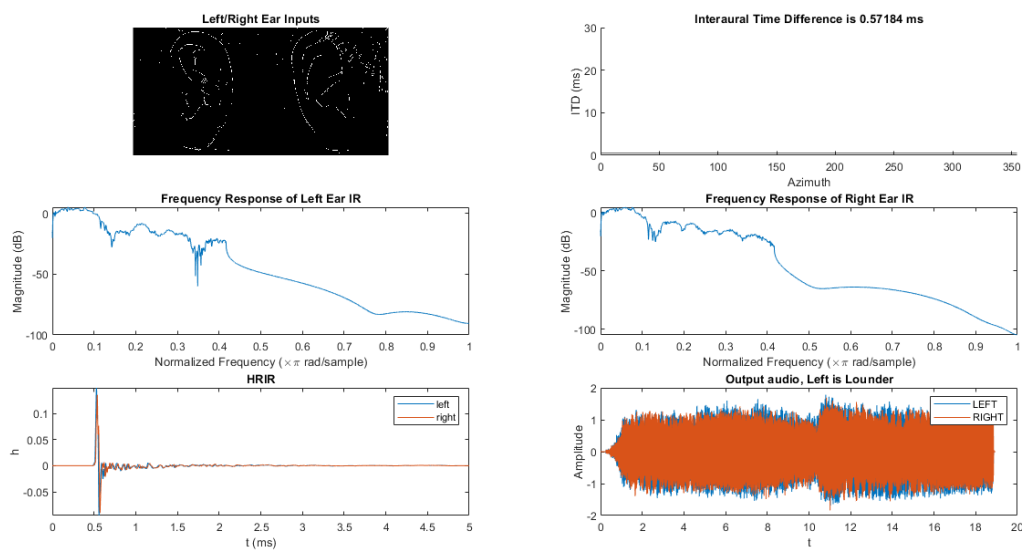 Left/Right Ear Inputs
Interaural Time Difference is 0.57184 ms
30
20
10
0
ITD (ms)
0 50 100 150 200 250 300 350
Azimuth
Frequency Response of Left Ear IR
0
-50
-100
Magnitude (dB)
0 0.1 0.2 0.3 0.4 0.5 0.6 0.7 0.8 0.9 1
Normalized Frequency (×π rad/sample)
Frequency Response of Right Ear IR
0
-50
-100
Magnitude (dB)
0 0.1 0.2 0.3 0.4 0.5 0.6 0.7 0.8 0.9 1
Normalized Frequency (×π rad/sample)
HRIR
0.1
0.05
0
-0.05
h
left
right
0 0.5 1 1.5 2 2.5 3 3.5 4 4.5 5
t (ms)
Output audio, Left is Lounder
2
1
0
-1
-2
Amplitude
LEFT
RIGHT
0 2 4 6 8 10 12 14 16 18 20
t